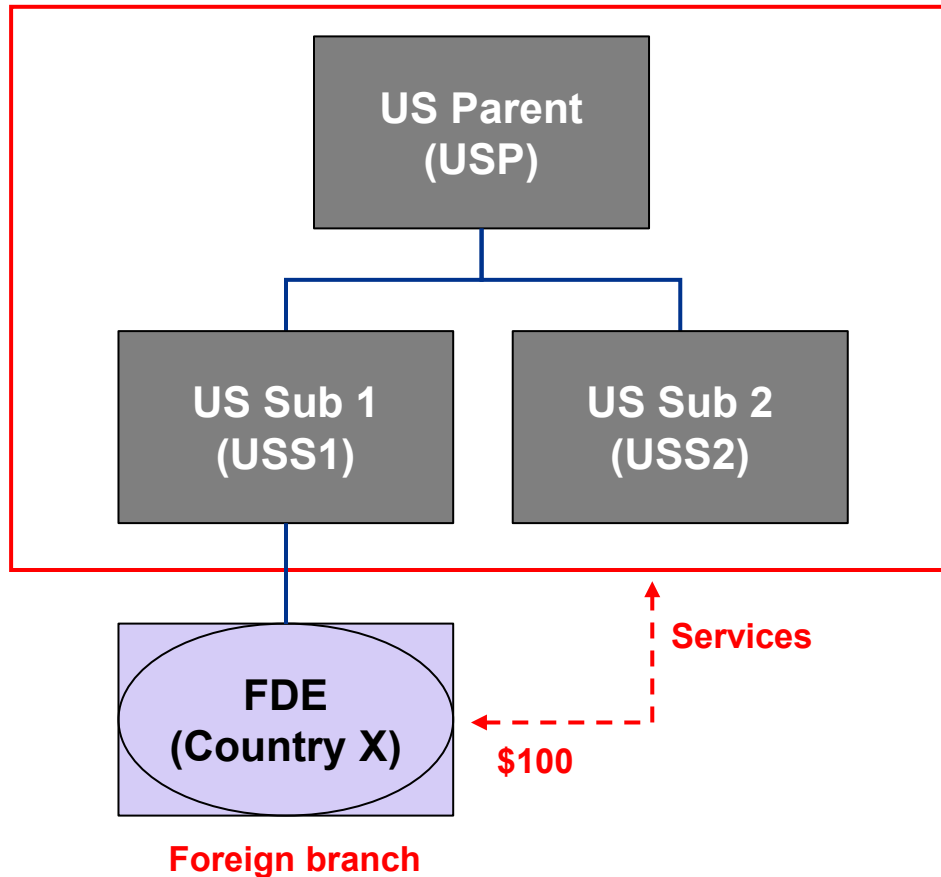 US Parent
(USP)
US Sub 1
(USS1)
US Sub 2
(USS2)
Services
FDE
(Country X)
$100
Foreign branch